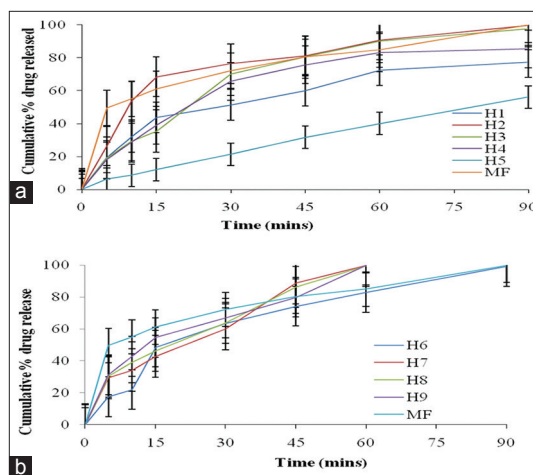 100
80
60
40
20
0
Cumulative % drug released
0 15 30 45 60 75 90
Time (mins)
H1
H2
H3
H4
H5
MF
a
100
80
60
40
20
0
Cumulative % drug release
0 15 30 45 60 75 90
Time (mins)
H6
H7
H8
H9
MF
b